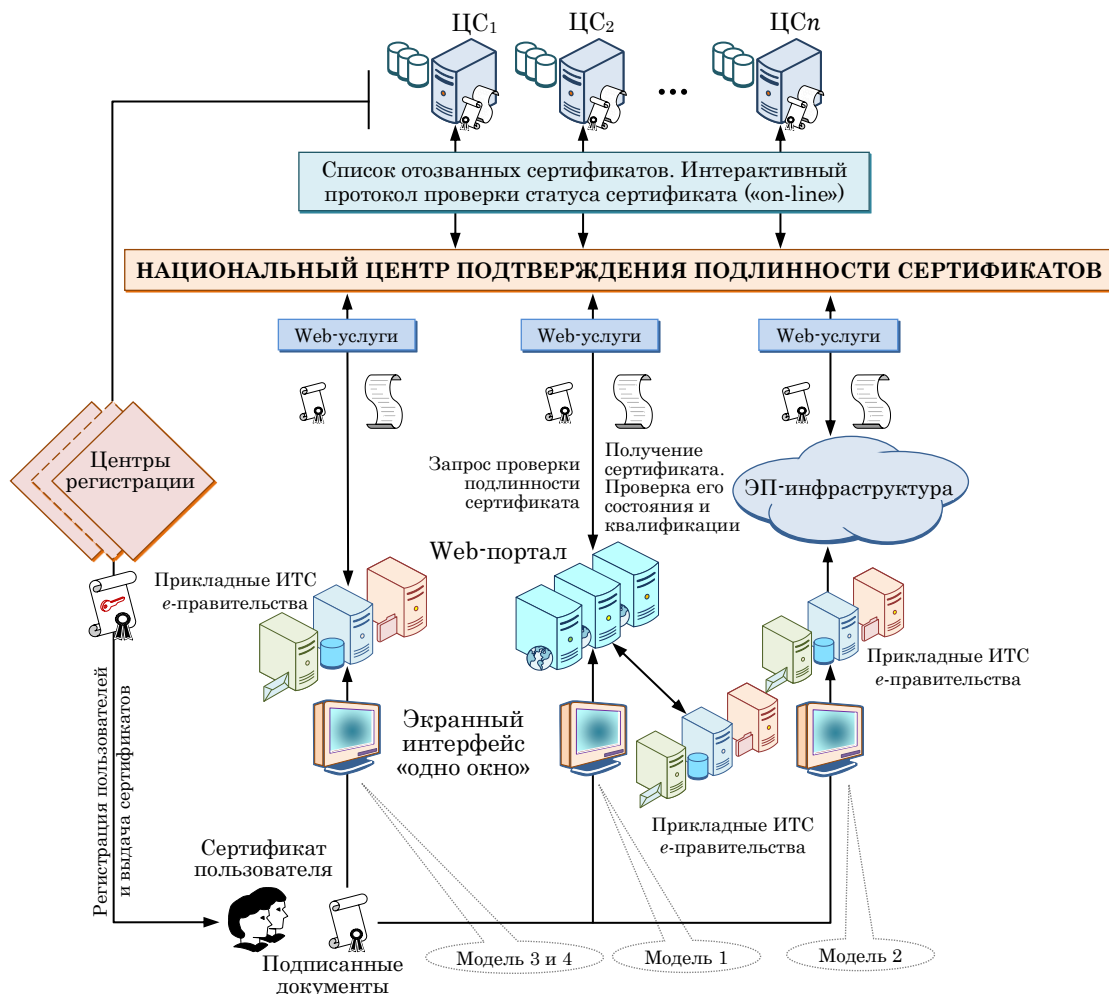 ЦС1
ЦС2
ЦСn
...
Список отозванных сертификатов. Интерактивный
протокол проверки статуса сертификата («on-line»)
НАЦИОНАЛЬНЫЙ ЦЕНТР ПОДТВЕРЖДЕНИЯ ПОДЛИННОСТИ СЕРТИФИКАТОВ
Web-услуги
Web-услуги
Web-услуги
Центры
регистрации
Запрос проверки
подлинности
сертификата
Получение
сертификата.
Проверка его
состояния и
квалификации
ЭП-инфраструктура
Web-портал
Прикладные ИТС
е-правительства
Прикладные ИТС
е-правительства
Экранный
интерфейс
«одно окно»
Прикладные ИТС
е-правительства
Регистрация пользователей
и выдача сертификатов
Сертификат
пользователя
Подписанные
документы
Модель 3 и 4
Модель 1
Модель 2